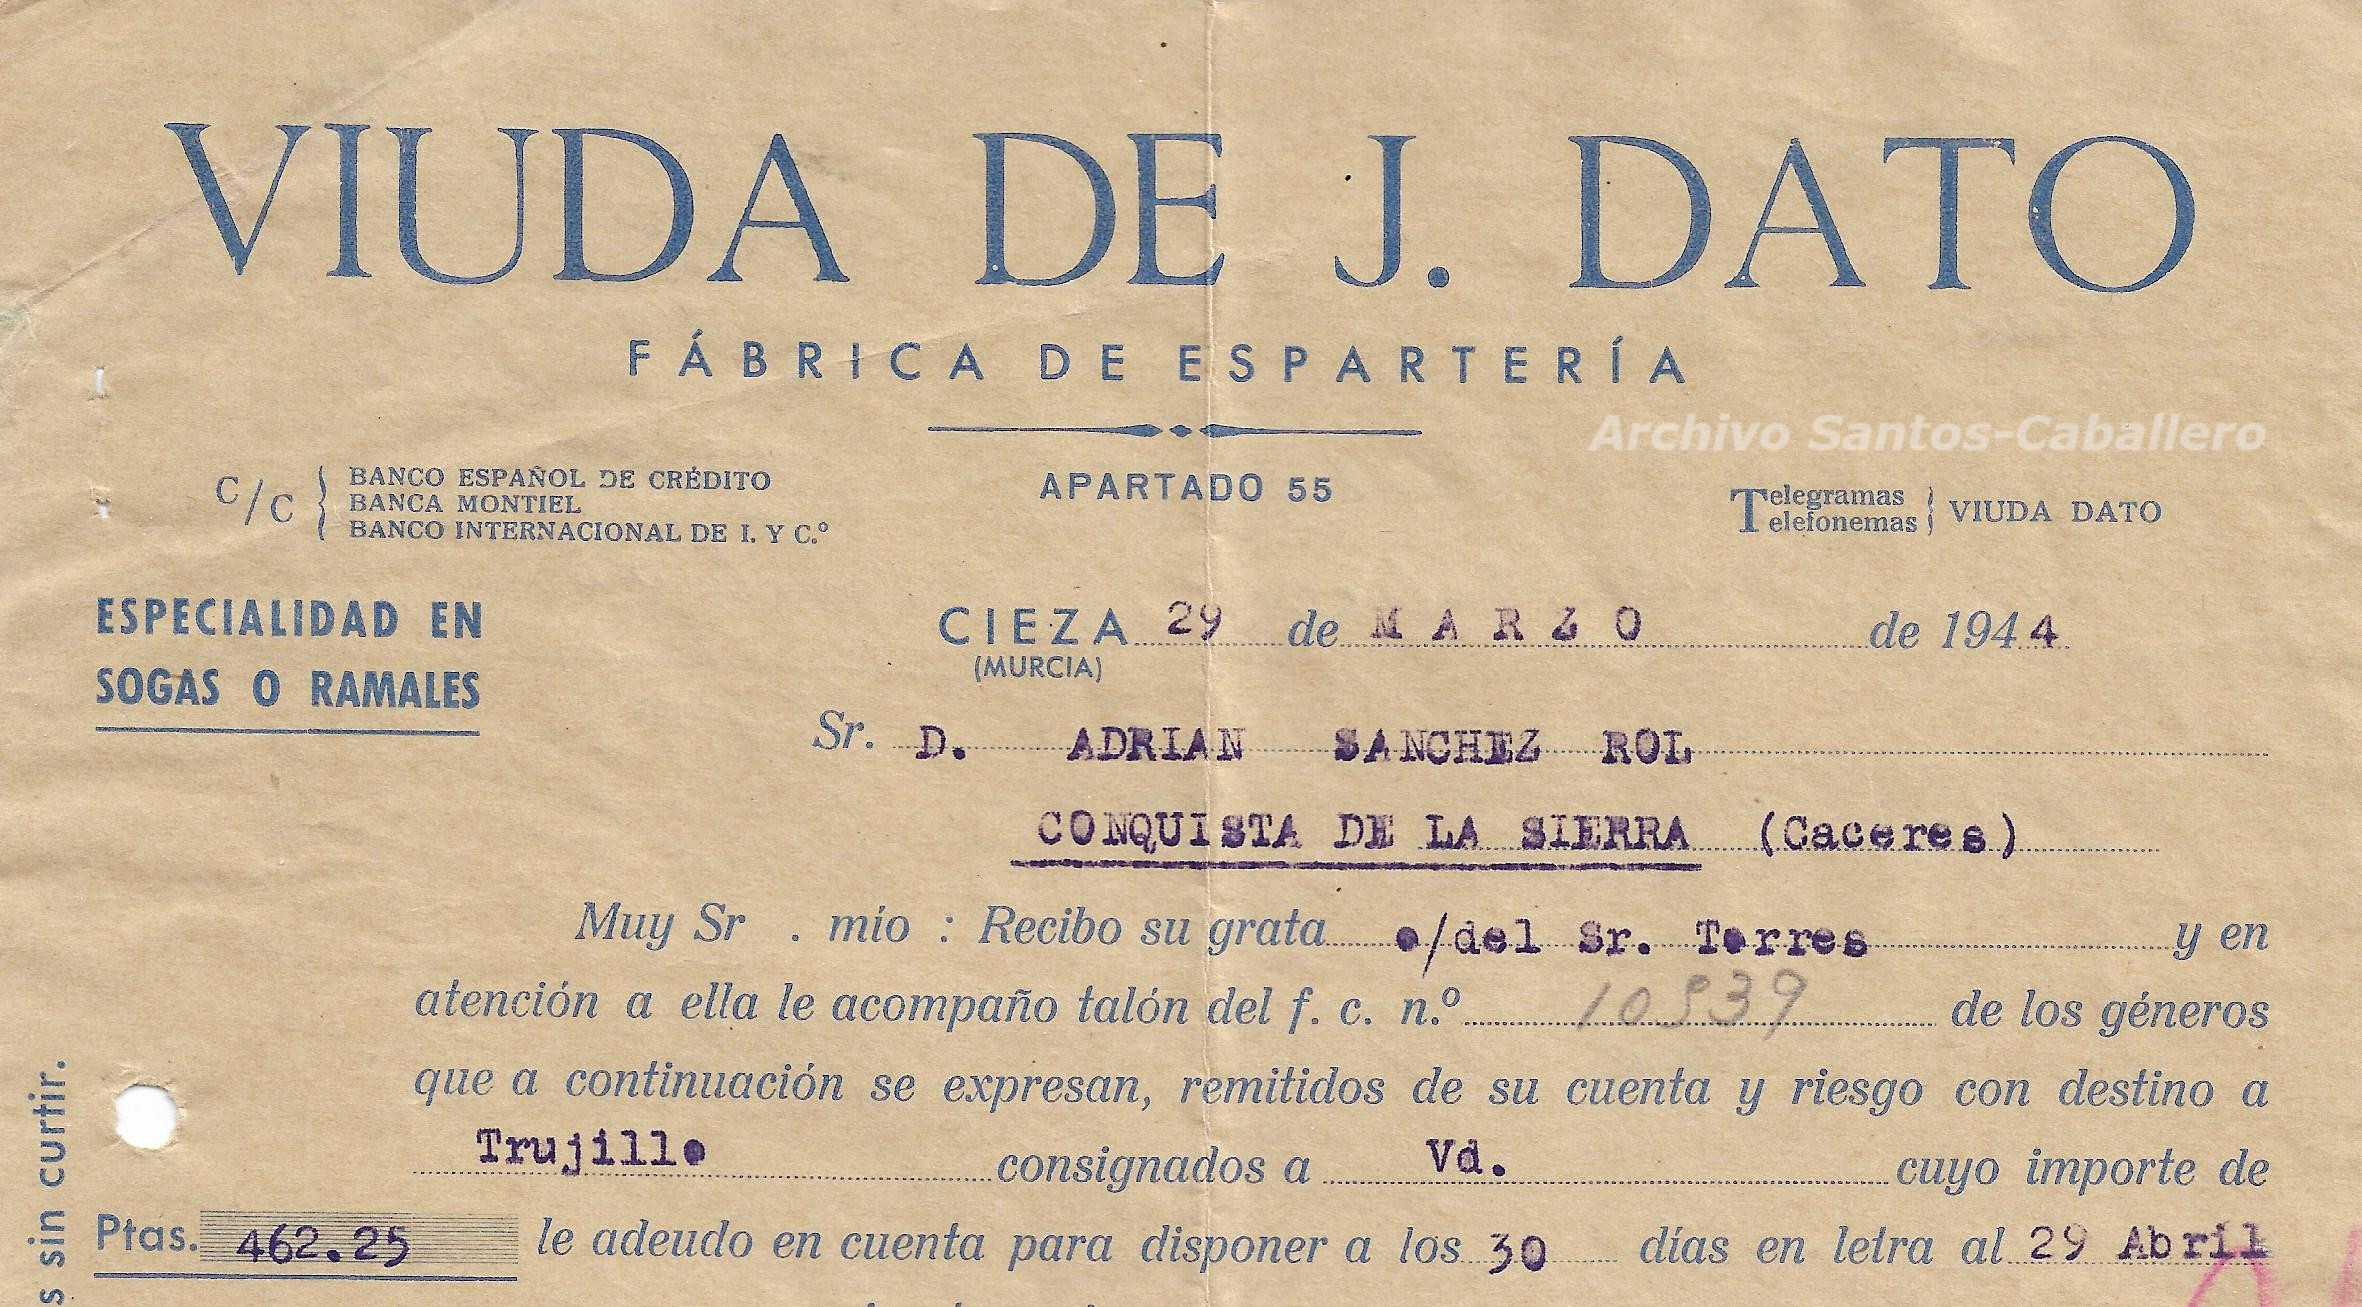 VIUDA DE J. DATO
FÁBRICA DE ESPARTERÍA
Archivo Santos-Caballero
C/C
BANCO ESPAÑOL DE CRÉDITO
BANCA MONTIEL
BANCO INTERNACIONAL DE I. Y C.º
APARTADO 55
Telegramas
Telefonemas
VIUDA DATO
ESPECIALIDAD EN
SOGAS O RAMALES
CIEZA 29 de MARZO de 1944
(MURCIA)
Sr. D. ADRIAN SANCHEZ ROL
CONQUISTA DE LA SIERRA (Caceres)
Muy Sr . mío : Recibo su grata o/del Sr. Torres y en
atención a ella le acompaño talón del f. c. n.º 10539 de los géneros
que a continuación se expresan, remitidos de su cuenta y riesgo con destino a
Trujillo consignados a Vd. cuyo importe de
Ptas. 462.25 le adeudo en cuenta para disponer a los 30 días en letra al 29 Abril
sin curtir.